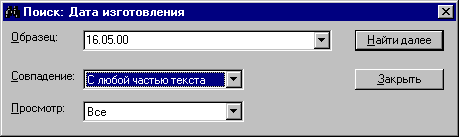 Поиск: Дата изготовления
Образец: 16.05.00 Найти далее
Совпадение: С любой частью текста Закрыть
Просмотр: Все